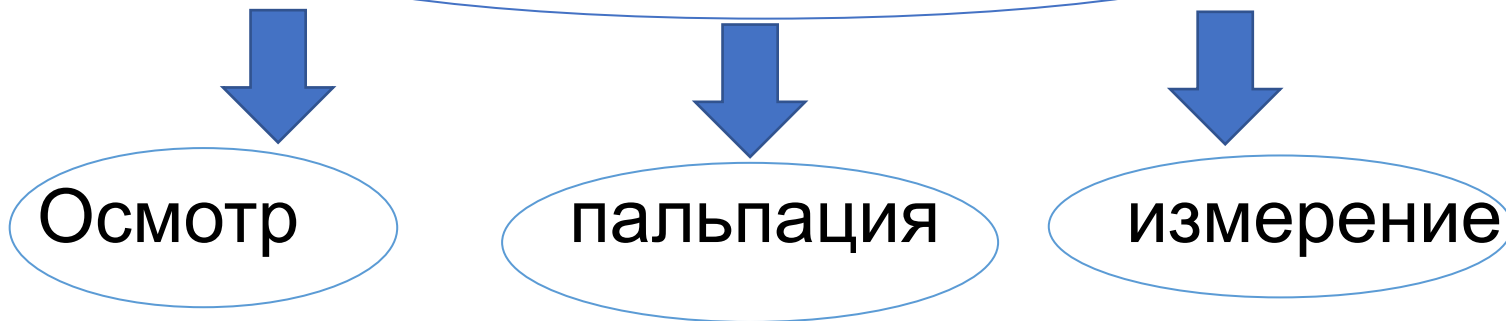 Осмотр
пальпация
измерение